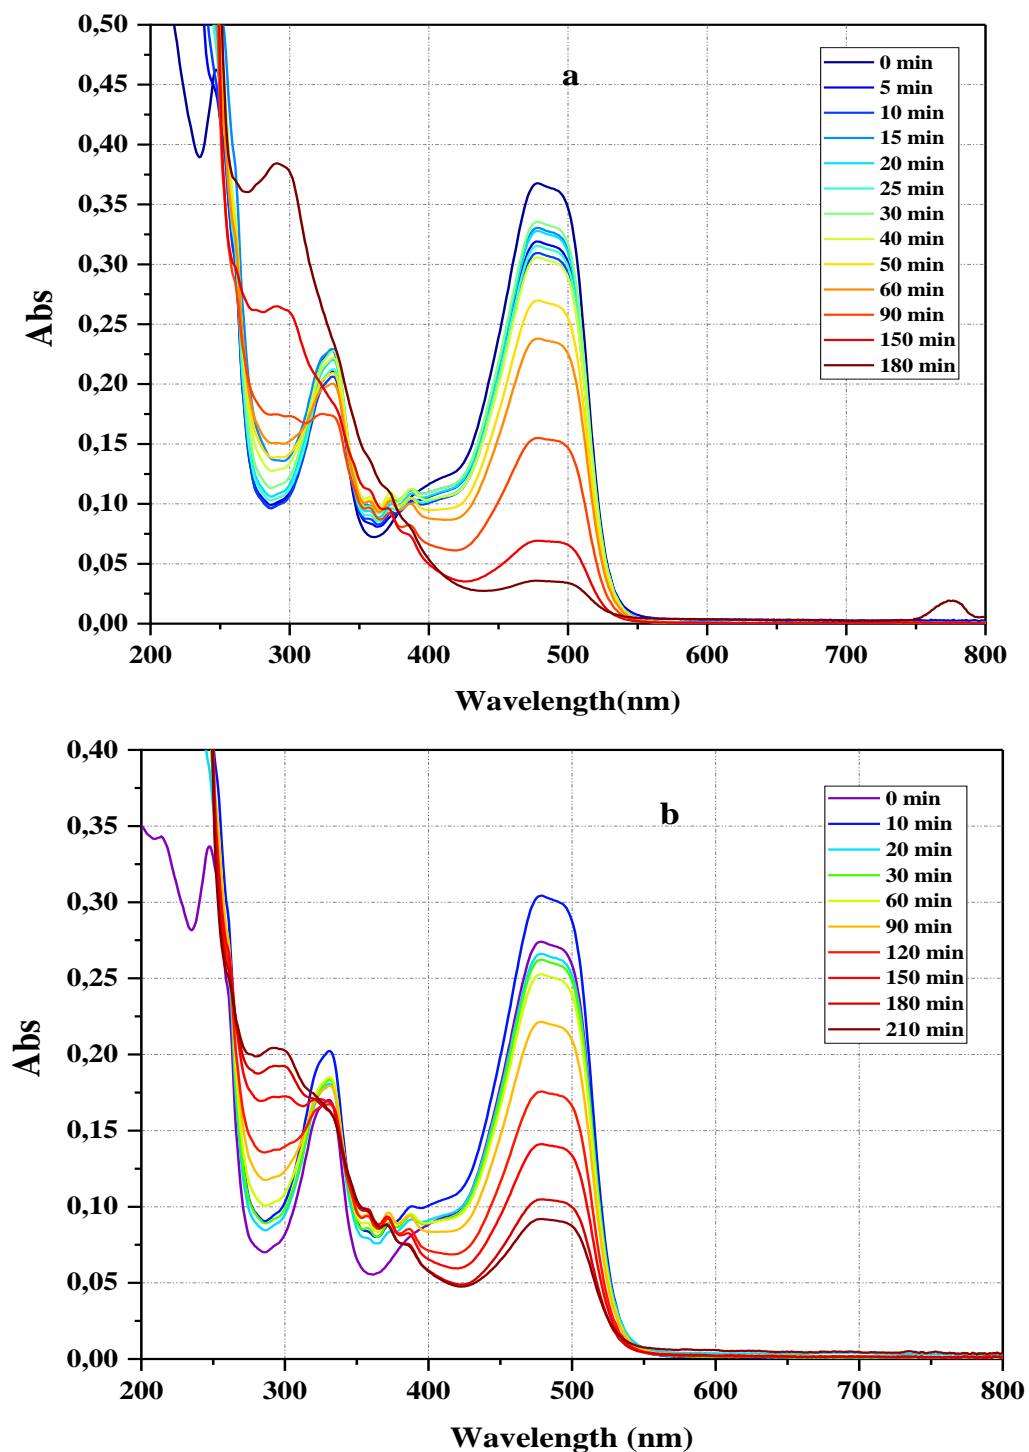 0,50
0,45
0,40
0,35
0,30
0,25
0,20
0,15
0,10
0,05
0,00
Abs
a
0 min
5 min
10 min
15 min
20 min
25 min
30 min
40 min
50 min
60 min
90 min
150 min
180 min
200 300 400 500 600 700 800
Wavelength(nm)
0,40
0,35
0,30
0,25
0,20
0,15
0,10
0,05
0,00
Abs
b
0 min
10 min
20 min
30 min
60 min
90 min
120 min
150 min
180 min
210 min
200 300 400 500 600 700 800
Wavelength (nm)